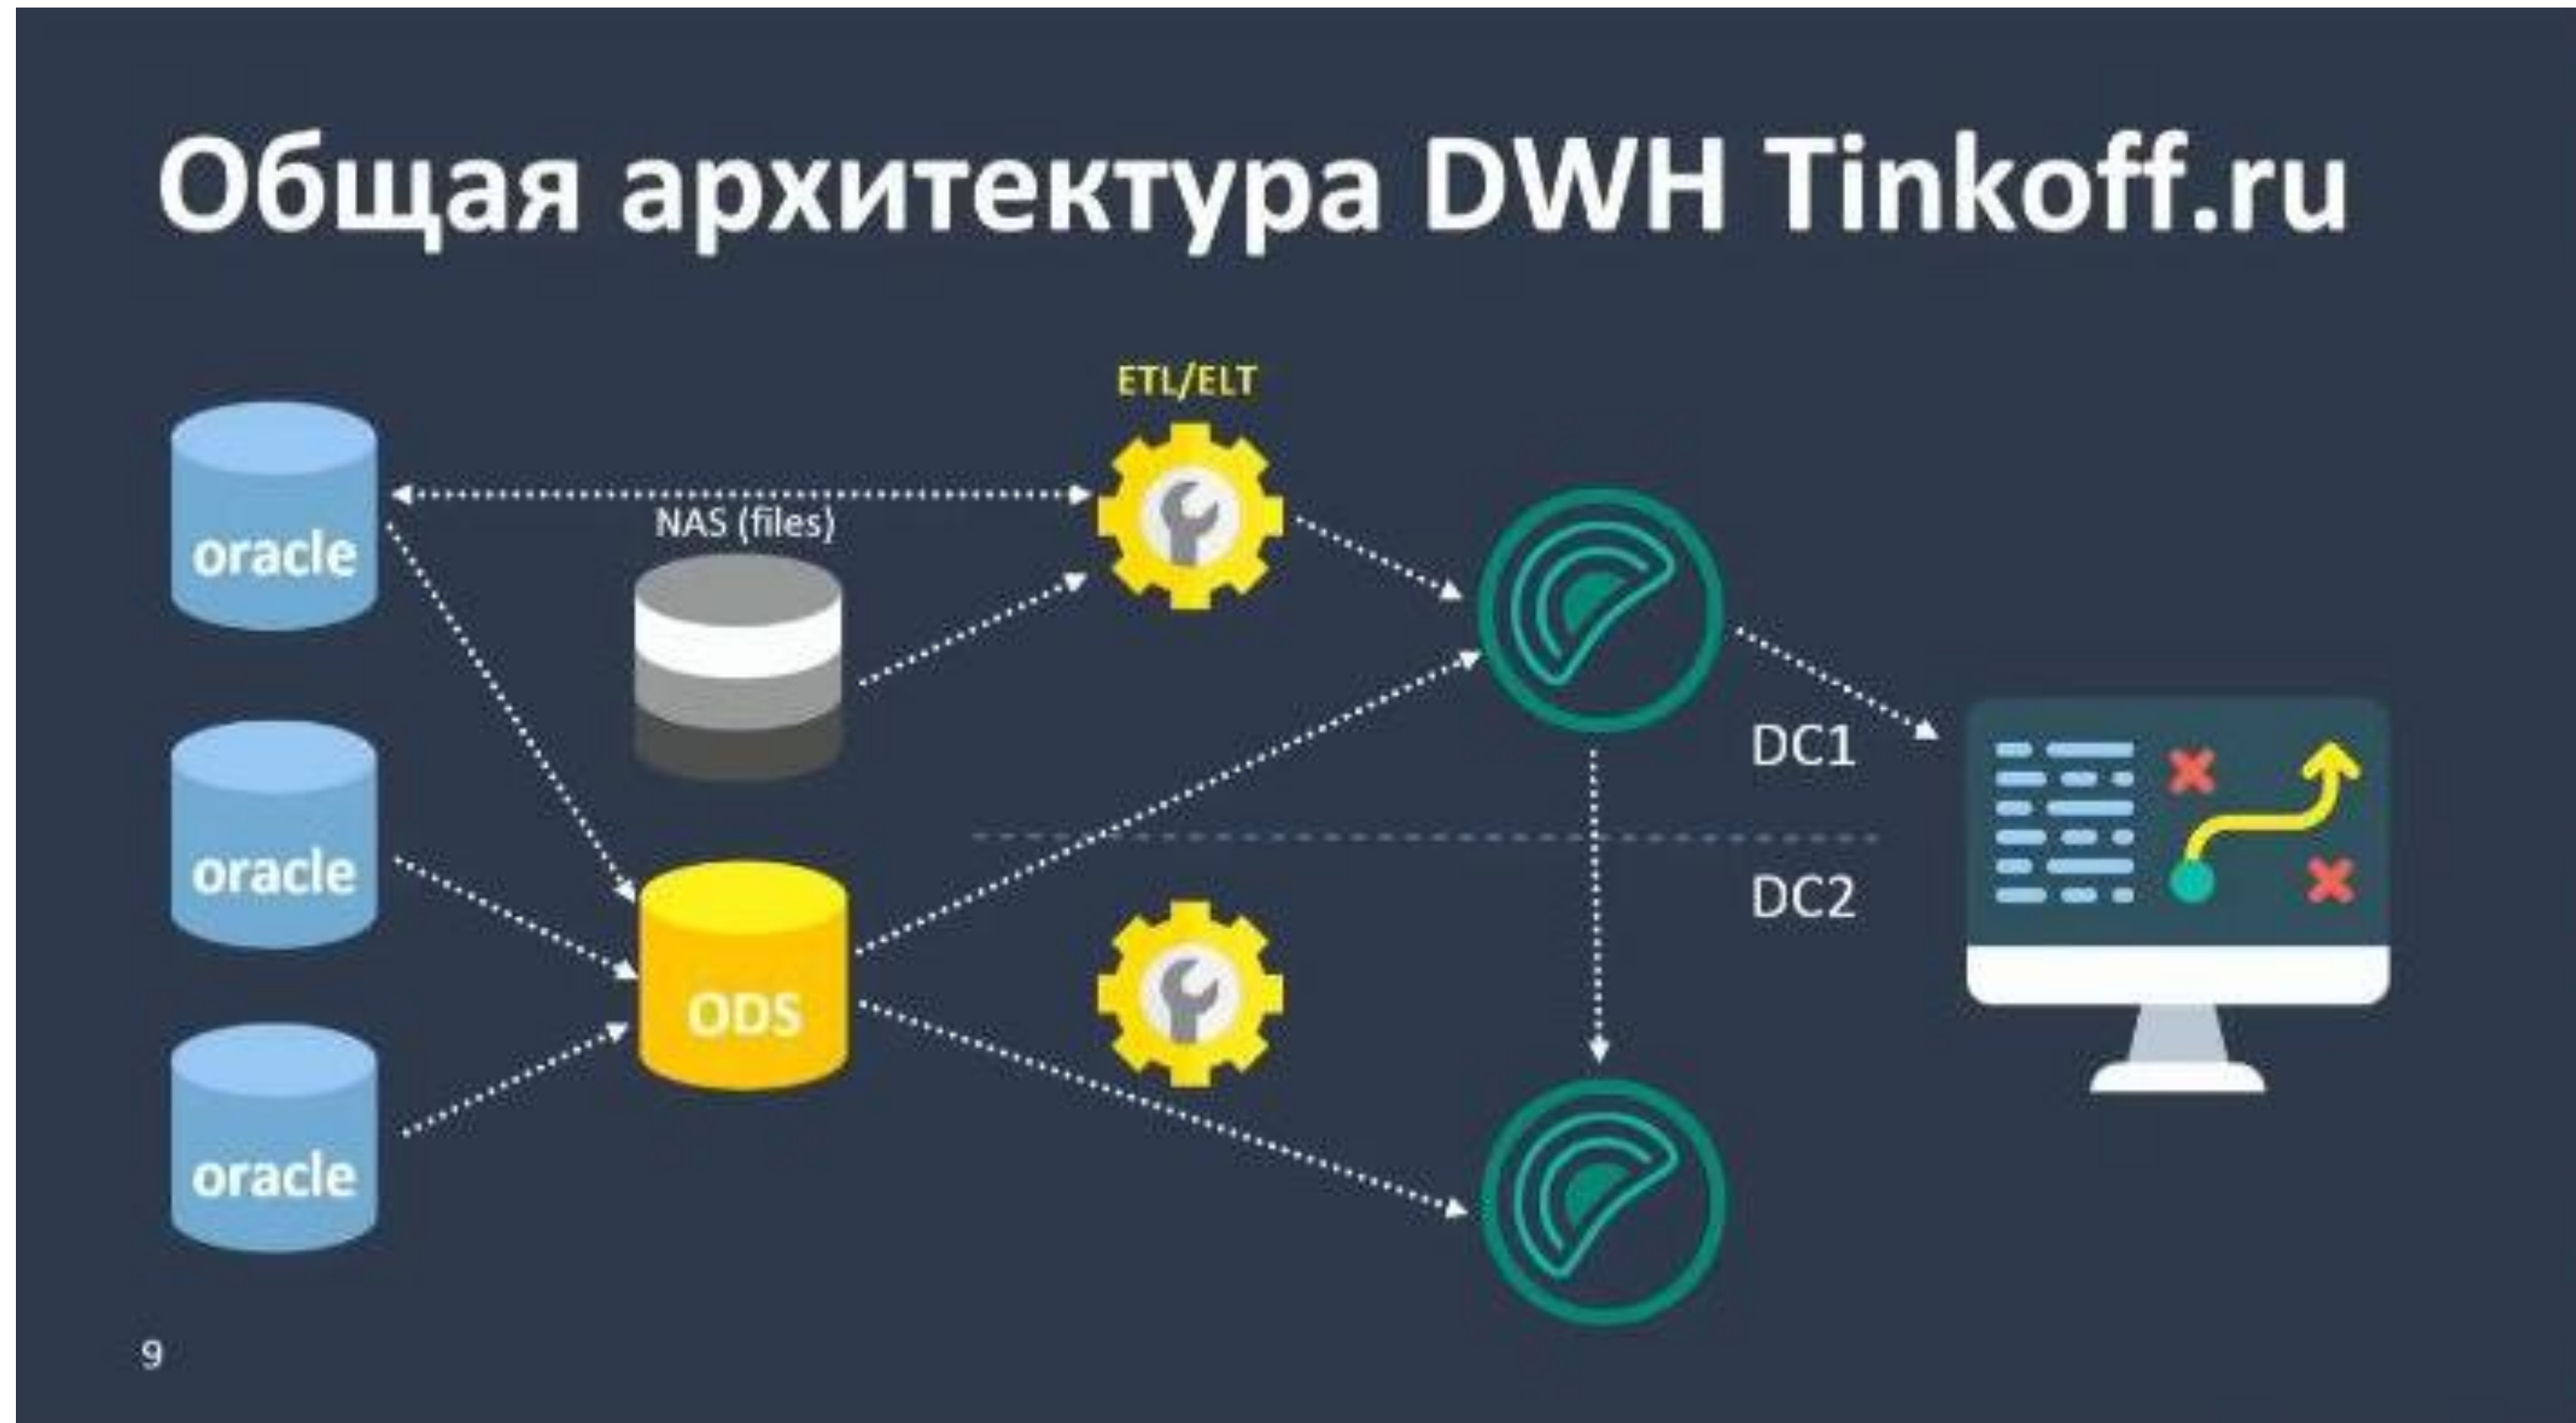 Общая архитектура DWH Tinkoff.ru
ETL/ELT
oracle
NAS (files)
DC1
oracle
DC2
ODS
oracle
9